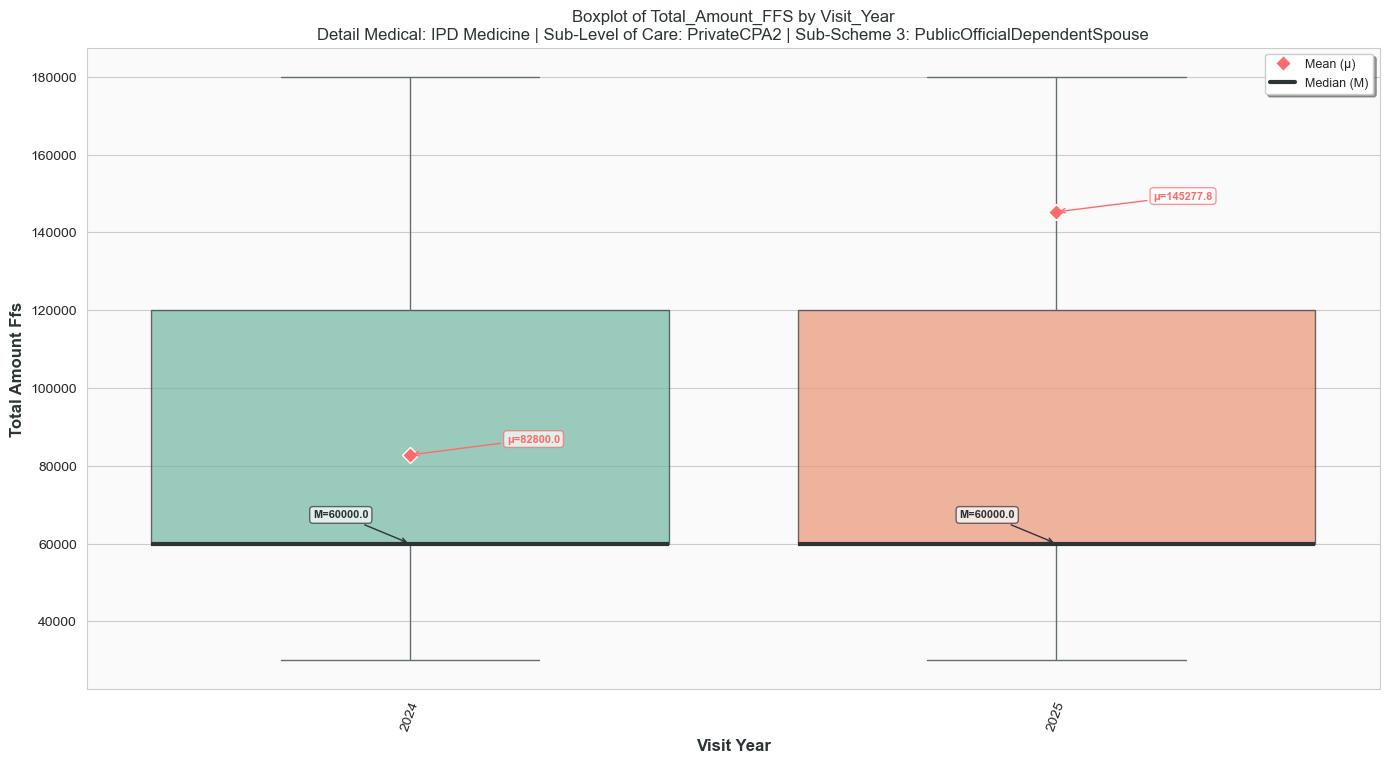 Boxplot of Total_Amount_FFS by Visit_Year
Detail Medical: IPD Medicine | Sub-Level of Care: PrivateCPA2 | Sub-Scheme 3: PublicOfficialDependentSpouse
Mean (μ)
Median (M)
180000
160000
140000
120000
100000
80000
60000
40000
Total Amount Ffs
μ=82800.0
M=60000.0
μ=145277.8
M=60000.0
2024
2025
Visit Year